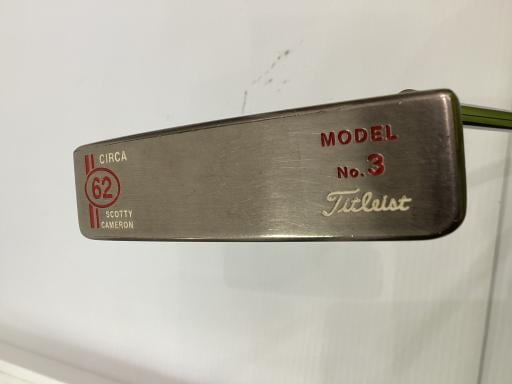 CIRCA
62
SCOTTY
CAMERON
MODEL
No.3
Titleist